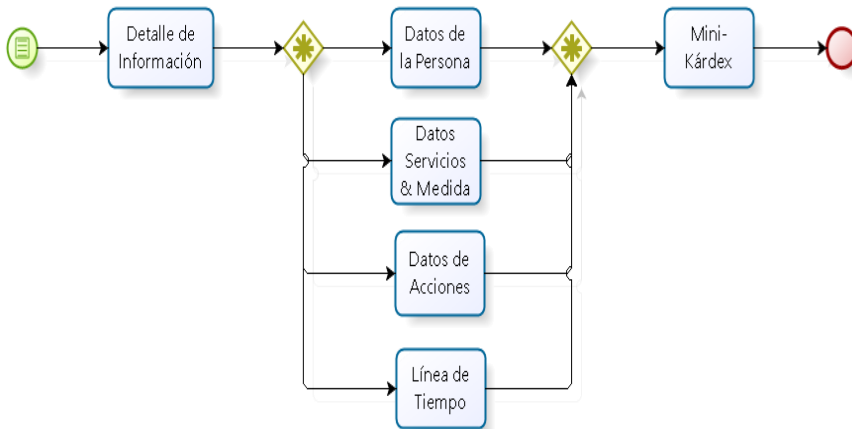 Detalle de
Información
Datos de
la Persona
Mini-
Kárdex
Datos
Servicios
& Medida
Datos de
Acciones
Línea de
Tiempo